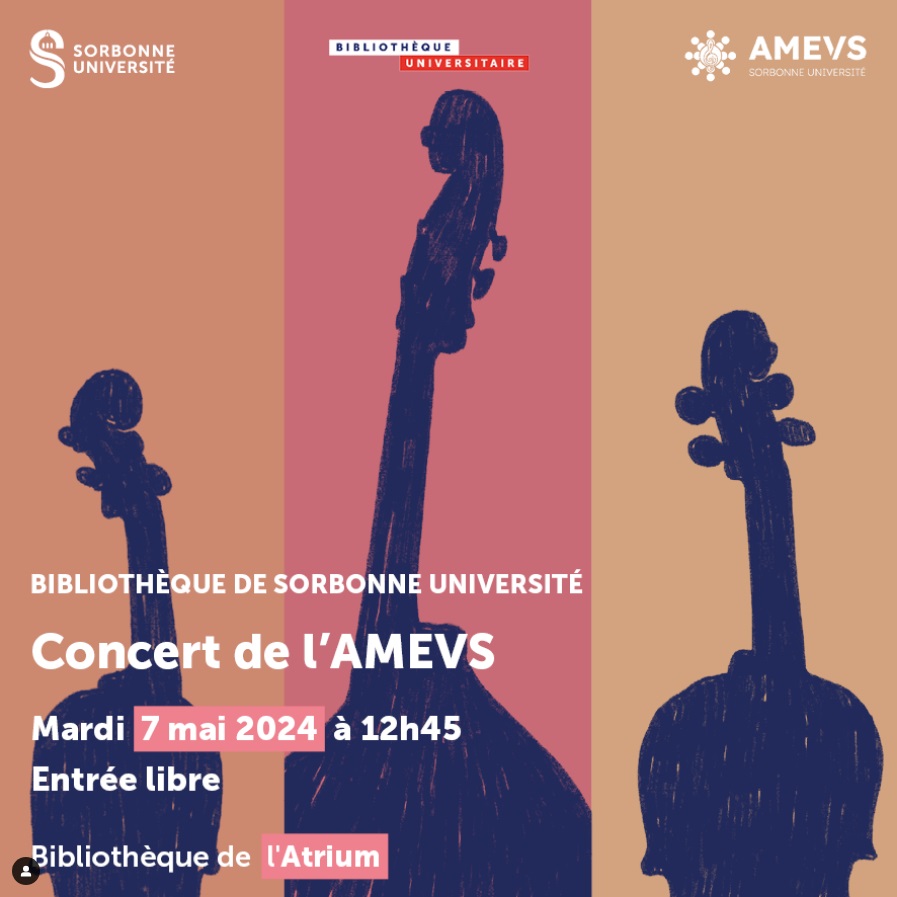 SORBONNE
UNIVERSITÉ
BIBLIOTHÈQUE
UNIVERSITAIRE
AMEVS
SORBONNE UNIVERSITÉ
BIBLIOTHÈQUE DE SORBONNE UNIVERSITÉ
Concert de l’AMEVS
Mardi 7 mai 2024 à 12h45
Entrée libre
Bibliothèque de l'Atrium